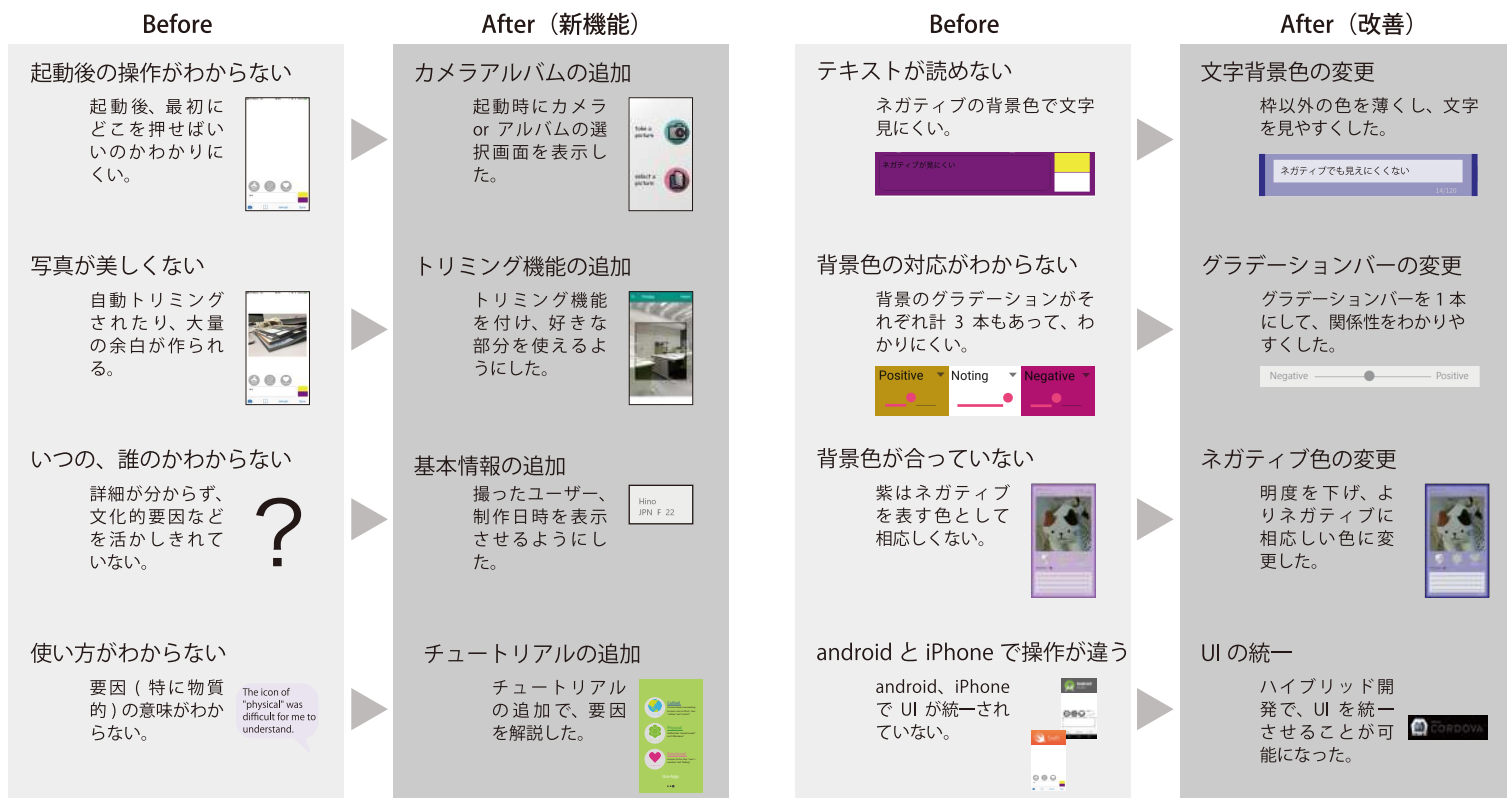 Before
After（新機能）
起動後の操作がわからない
起動後、最初に
どこを押せばい
いのかわかりに
くい。
カメラアルバムの追加
起動時にカメラ
or アルバムの選
択画面を表示し
た。
Take a
picture
select a
picture
写真が美しくない
自動トリミング
されたり、大量
の余白が作られ
る。
トリミング機能の追加
トリミング機能
を付け、好きな
部分を使えるよ
うにした。
いつの、誰のかわからない
詳細が分からず、
文化的要因など
を活かしきれて
いない。
?
基本情報の追加
撮ったユーザー、
制作日時を表示
させるようにし
た。
Hino
JPN F 22
使い方がわからない
要因 ( 特に物質
的 ) の意味がわか
らない。
The icon of
"physical" was
difficult for me to
understand.
チュートリアルの追加
チュートリアル
の追加で、要因
を解説した。
Before
After（改善）
テキストが読めない
ネガティブの背景色で文字
見にくい。
ネガティブが見にくい
文字背景色の変更
枠以外の色を薄くし、文字
を見やすくした。
ネガティブでも見えにくくない
14/120
背景色の対応がわからない
背景のグラデーションがそ
れぞれ計 3 本もあって、わ
かりにくい。
Positive Noting Negative
グラデーションバーの変更
グラデーションバーを 1 本
にして、関係性をわかりや
すくした。
Negative Positive
背景色が合っていない
紫はネガティブ
を表す色として
相応しくない。
ネガティブ色の変更
明度を下げ、よ
りネガティブに
相応しい色に変
更した。
android と iPhone で操作が違う
android、iPhone
で UI が統一され
ていない。
UI の統一
ハイブリッド開
発で、UI を統一
させることが可
能になった。
CORDOVA